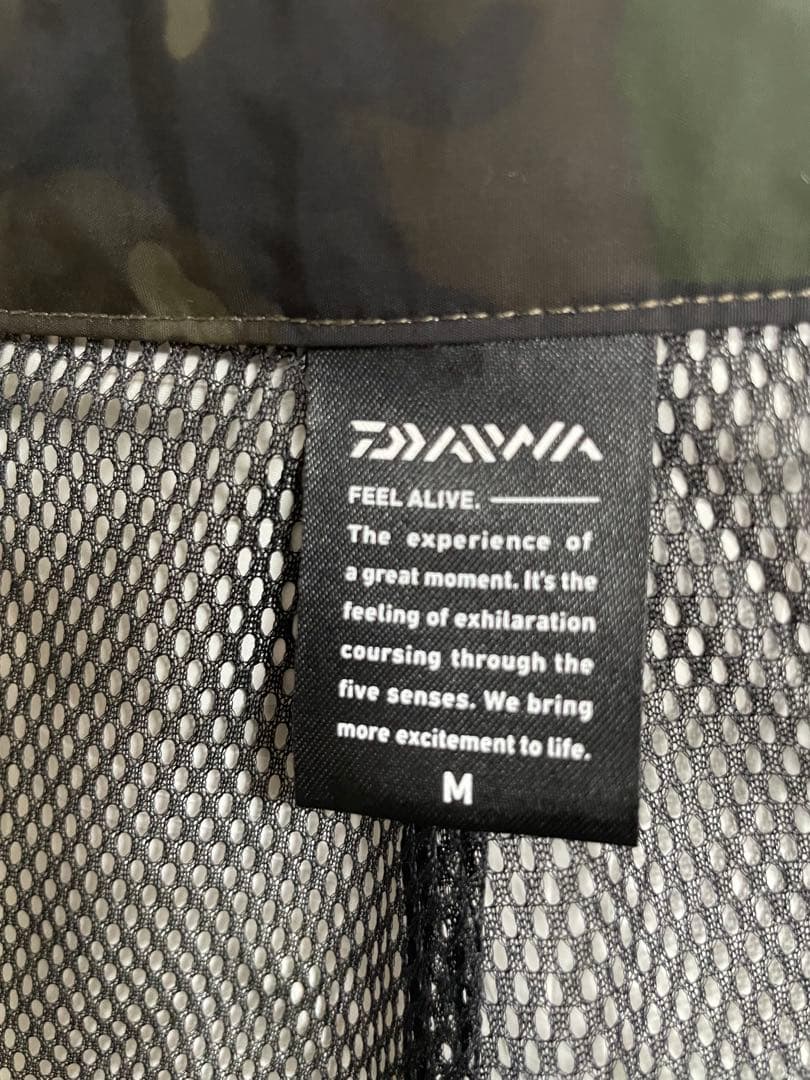 DAIWA
FEEL ALIVE.
The experience of
a great moment. It's the
feeling of exhilaration
coursing through the
five senses. We bring
more excitement to life.
M